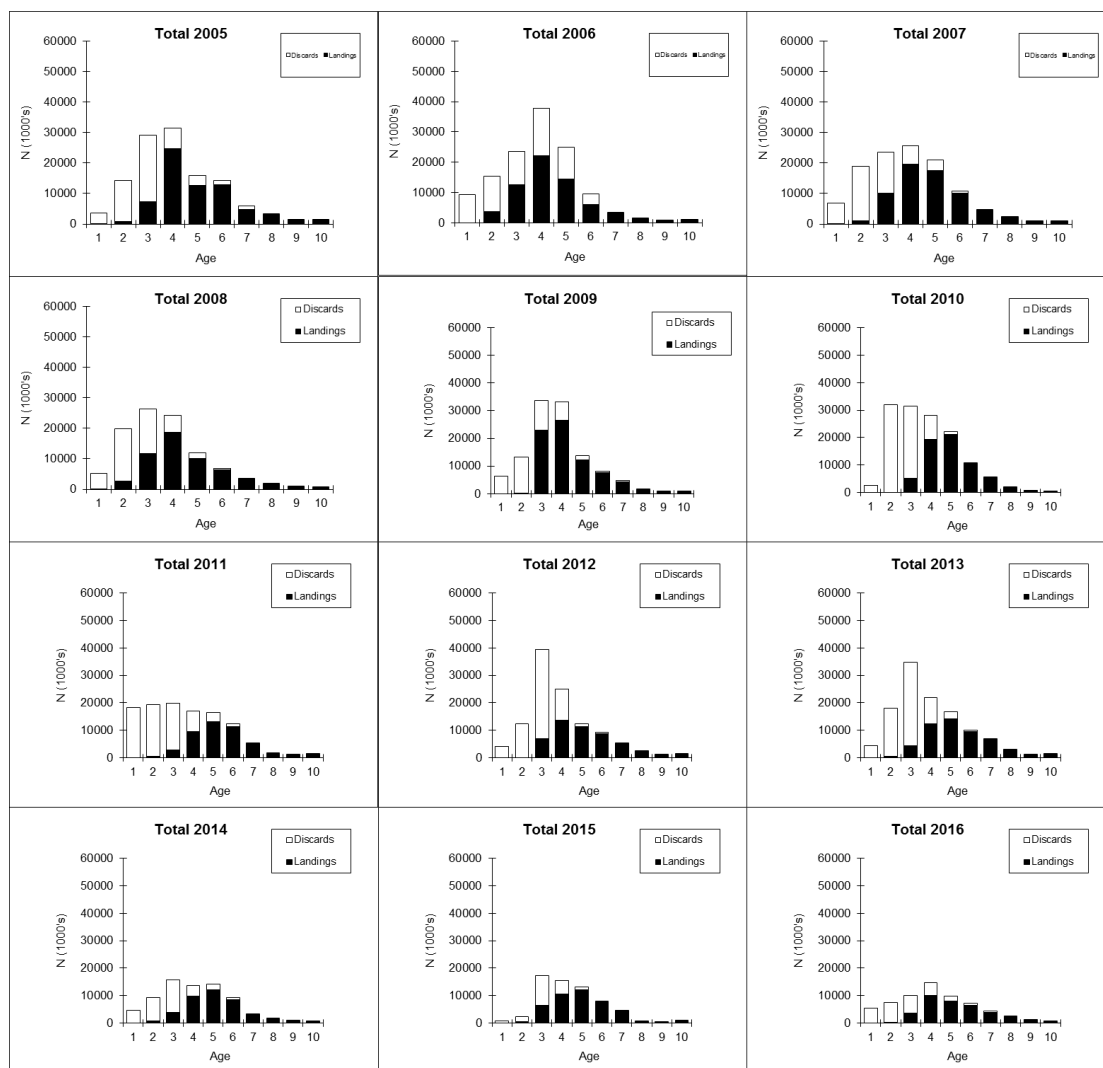 Total 2005
Discards Landings
N (1000's)
60000
50000
40000
30000
20000
10000
0
1 2 3 4 5 6 7 8 9 10
Age
Total 2006
Discards Landings
N (1000's)
60000
50000
40000
30000
20000
10000
0
1 2 3 4 5 6 7 8 9 10
Age
Total 2007
Discards Landings
N (1000's)
60000
50000
40000
30000
20000
10000
0
1 2 3 4 5 6 7 8 9 10
Age
Total 2008
Discards
Landings
N (1000's)
60000
50000
40000
30000
20000
10000
0
1 2 3 4 5 6 7 8 9 10
Age
Total 2009
Discards
Landings
N (1000's)
60000
50000
40000
30000
20000
10000
0
1 2 3 4 5 6 7 8 9 10
Age
Total 2010
Discards
Landings
N (1000's)
60000
50000
40000
30000
20000
10000
0
1 2 3 4 5 6 7 8 9 10
Age
Total 2011
Discards
Landings
N (1000's)
60000
50000
40000
30000
20000
10000
0
1 2 3 4 5 6 7 8 9 10
Age
Total 2012
Discards
Landings
N (1000's)
60000
50000
40000
30000
20000
10000
0
1 2 3 4 5 6 7 8 9 10
Age
Total 2013
Discards
Landings
N (1000's)
60000
50000
40000
30000
20000
10000
0
1 2 3 4 5 6 7 8 9 10
Age
Total 2014
Discards
Landings
N (1000's)
60000
50000
40000
30000
20000
10000
0
1 2 3 4 5 6 7 8 9 10
Age
Total 2015
Discards
Landings
N (1000's)
60000
50000
40000
30000
20000
10000
0
1 2 3 4 5 6 7 8 9 10
Age
Total 2016
Discards
Landings
N (1000's)
60000
50000
40000
30000
20000
10000
0
1 2 3 4 5 6 7 8 9 10
Age